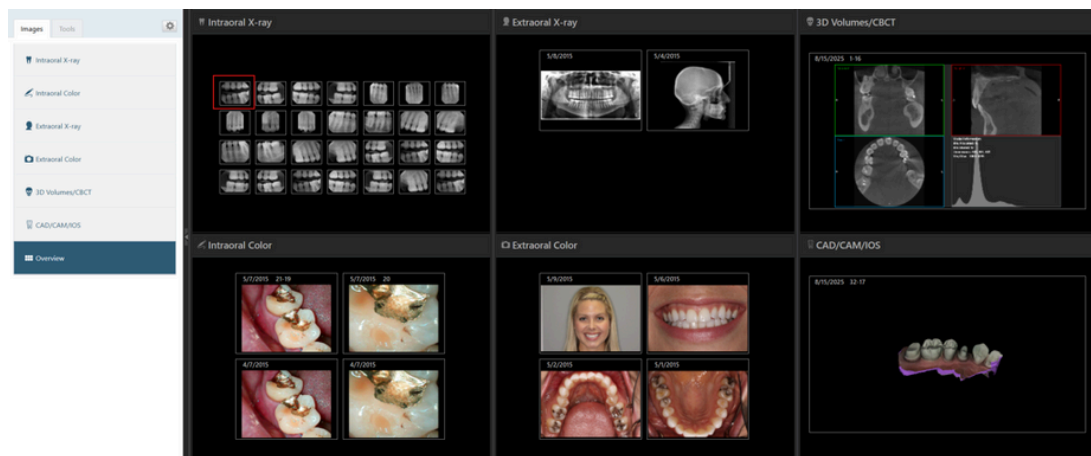 Images
Tools
Intraoral X-ray
Intraoral Color
Extraoral X-ray
Extraoral Color
3D Volumes/CBCT
CAD/CAM/IOS
Overview
Intraoral X-ray
Extraoral X-ray
5/8/2015
5/4/2015
3D Volumes/CBCT
8/15/2025 1-16
Intraoral Color
5/7/2015 21-19
5/7/2015 20
4/7/2015
4/7/2015
Extraoral Color
5/9/2015
5/6/2015
5/2/2015
5/1/2015
CAD/CAM/IOS
8/15/2025 32-17